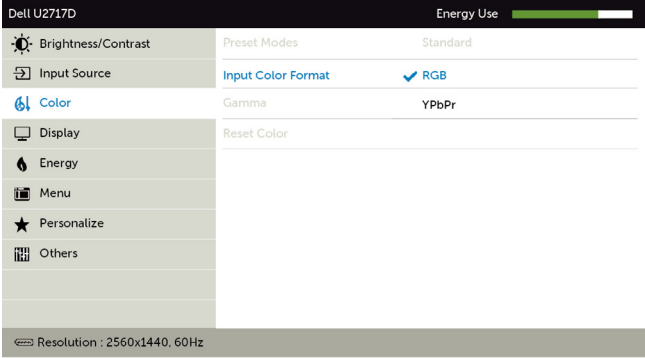 Dell U2717D Energy Use
Brightness/Contrast Preset Modes Standard
Input Source Input Color Format RGB
Color Gamma YPbPr
Display Reset Color
Energy
Menu
Personalize
Others
Resolution : 2560x1440, 60Hz